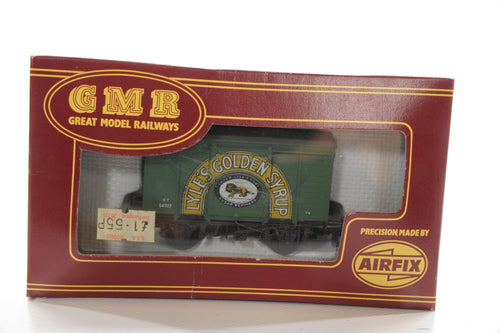 GMR
GREAT MODEL RAILWAYS
LYLE'S GOLDEN SYRUP
£1·55P
PRECISION, MADE BY
AIRFIX